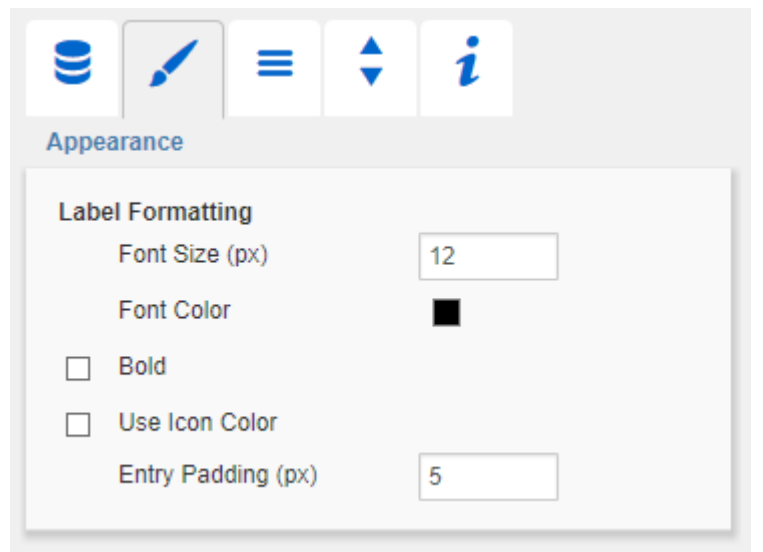 Appearance
Label Formatting
Font Size (px) 12
Font Color
Bold
Use Icon Color
Entry Padding (px) 5